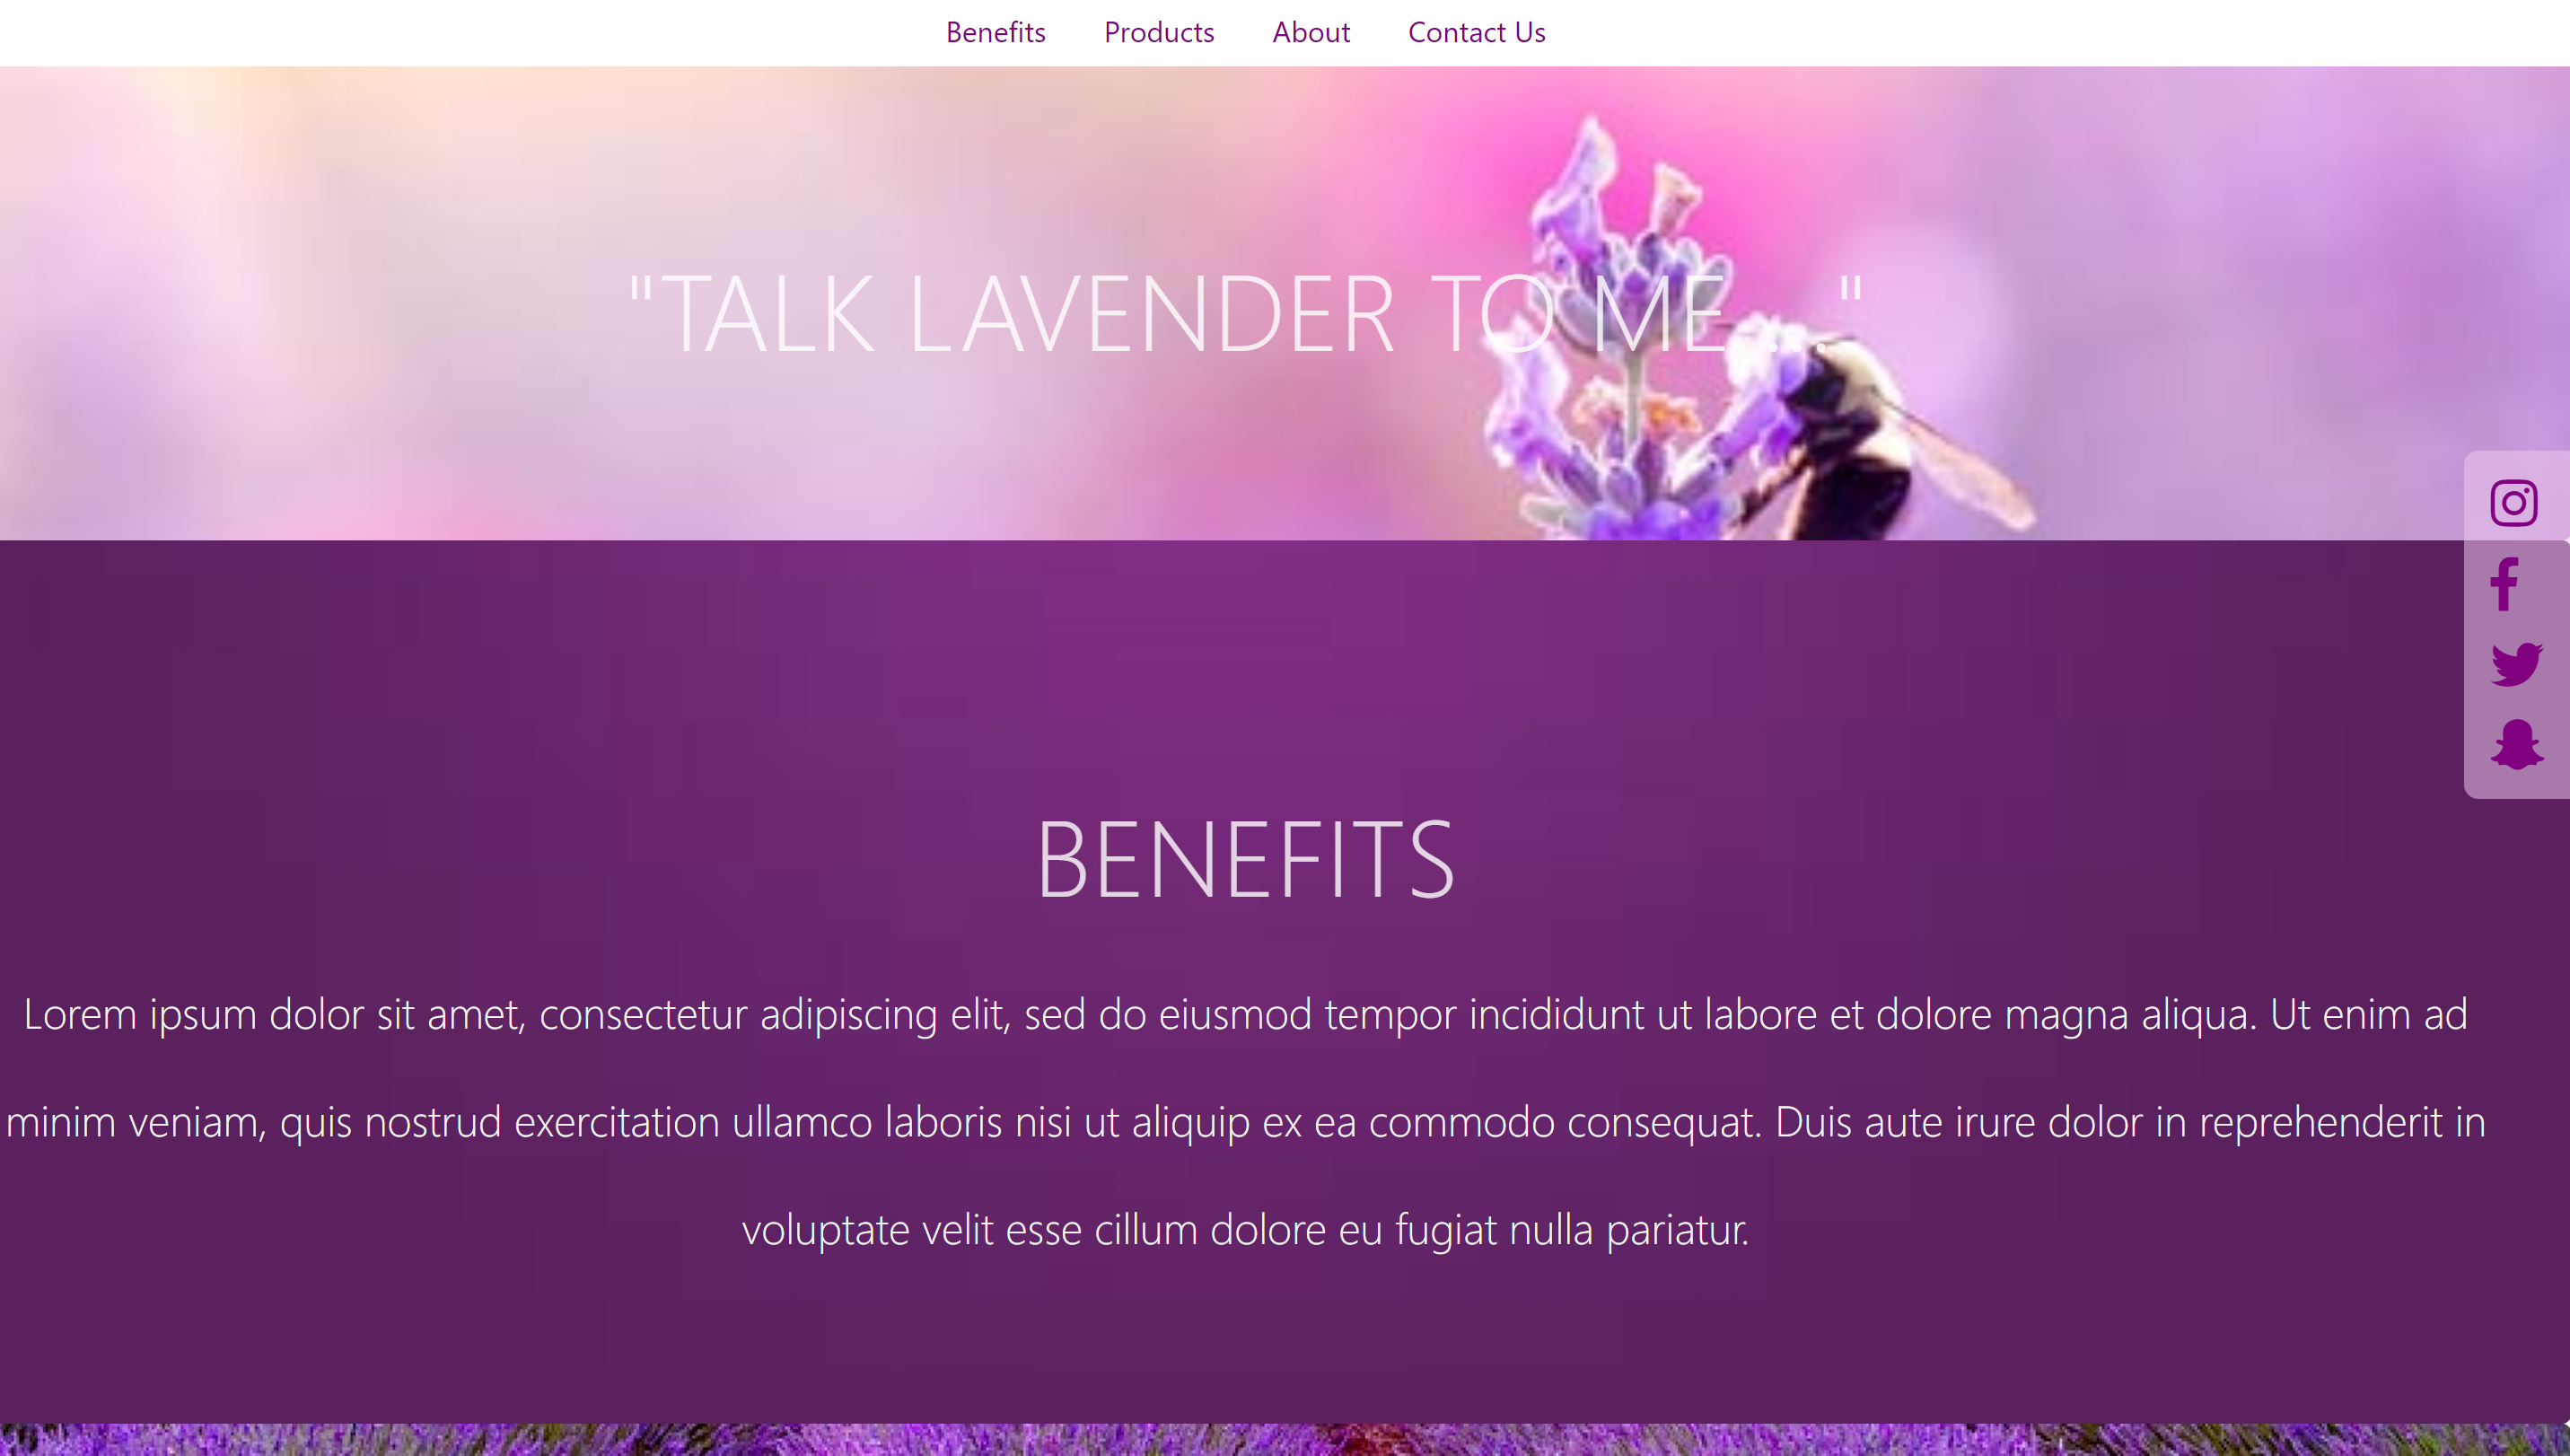 Benefits Products About Contact Us
"TALK LAVENDER TO ME ..."
BENEFITS
Lorem ipsum dolor sit amet, consectetur adipiscing elit, sed do eiusmod tempor incididunt ut labore et dolore magna aliqua. Ut enim ad
minim veniam, quis nostrud exercitation ullamco laboris nisi ut aliquip ex ea commodo consequat. Duis aute irure dolor in reprehenderit in
voluptate velit esse cillum dolore eu fugiat nulla pariatur.